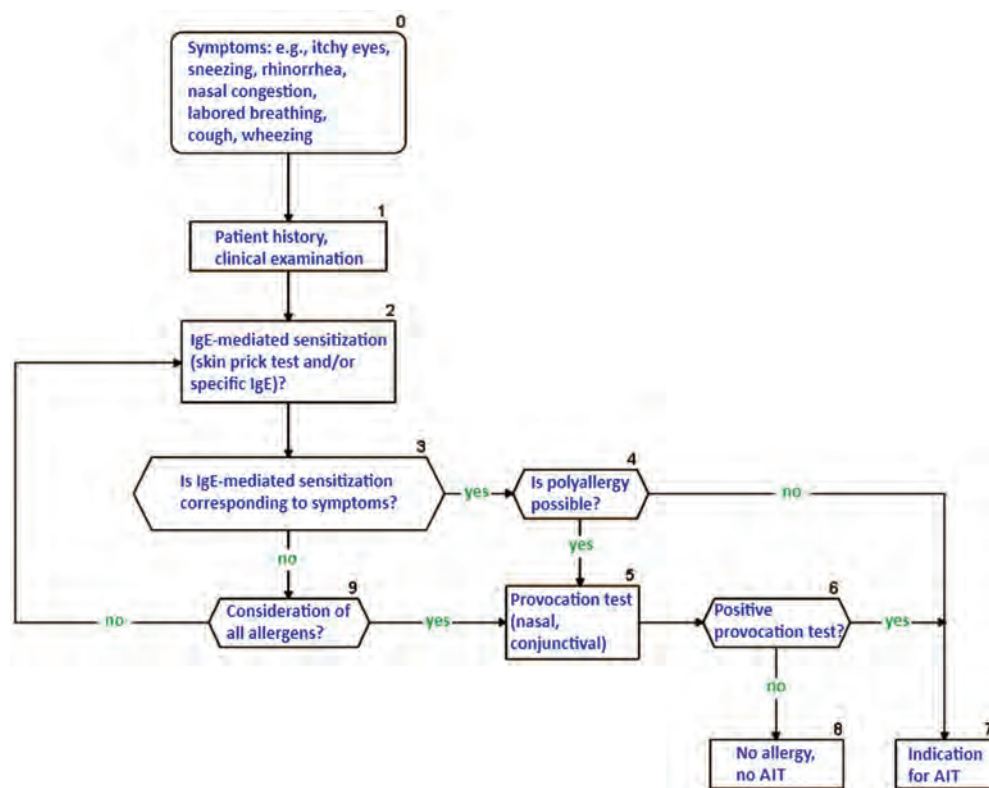 0
Symptoms: e.g., itchy eyes,
sneezing, rhinorrhea,
nasal congestion,
labored breathing,
cough, wheezing
1
Patient history,
clinical examination
2
IgE-mediated sensitization
(skin prick test and/or
specific IgE)?
3
Is IgE-mediated sensitization
corresponding to symptoms?
yes
4
Is polyallergy
possible?
no
yes
no
9
Consideration of
all allergens?
no
yes
5
Provocation test
(nasal,
conjunctival)
6
Positive
provocation test?
yes
no
8
No allergy,
no AIT
7
Indication
for AIT